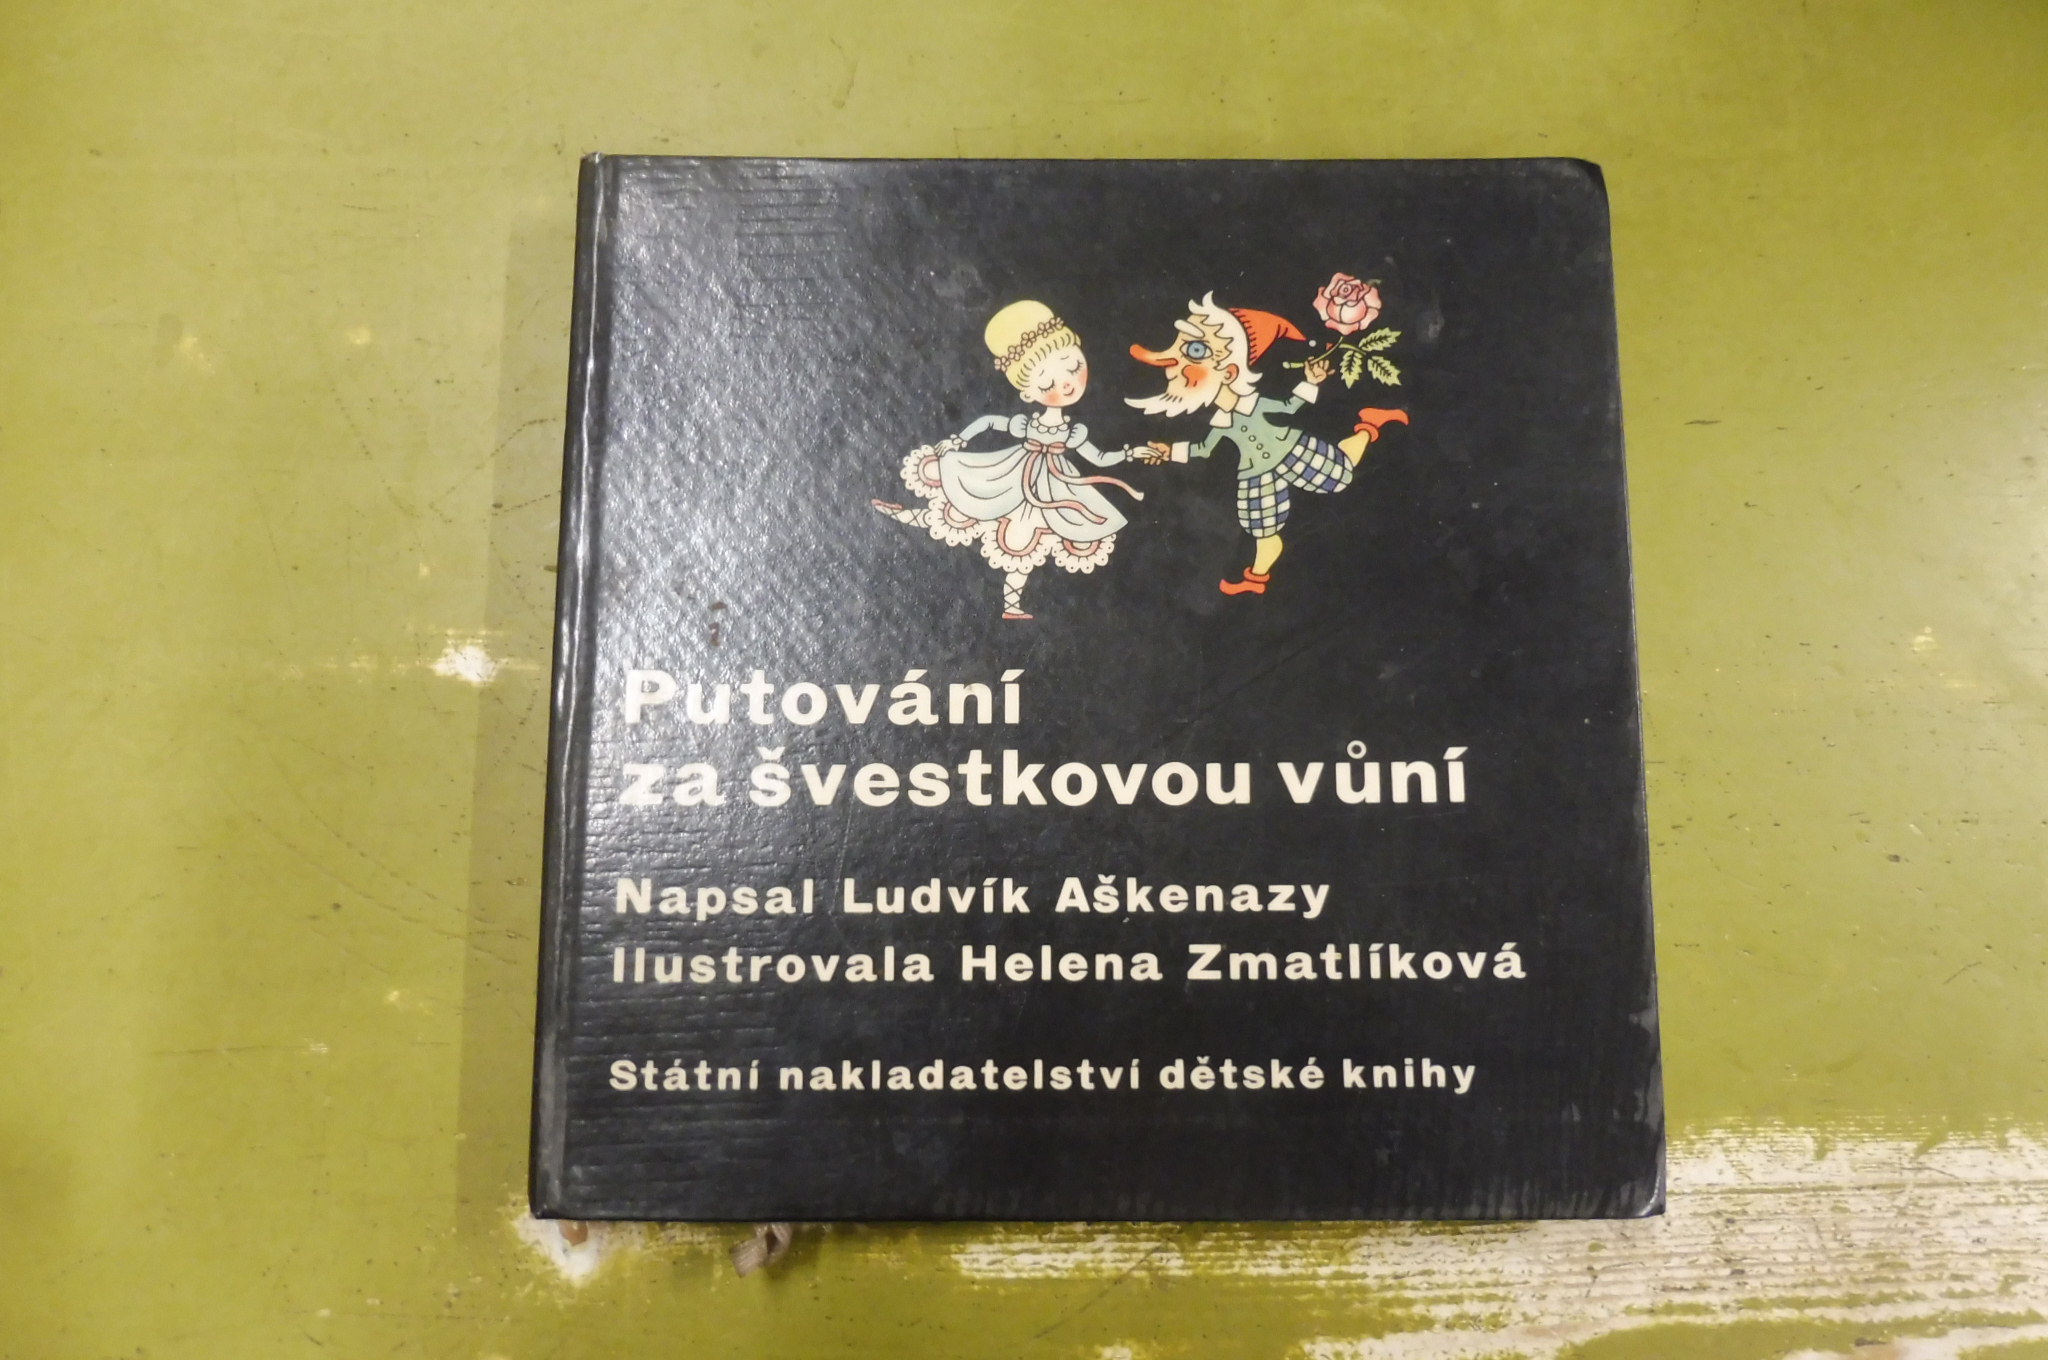 Putování
za švestkovou vůní
Napsal Ludvík Aškenazy
Ilustrovala Helena Zmatlíková
Státní nakladatelství dětské knihy